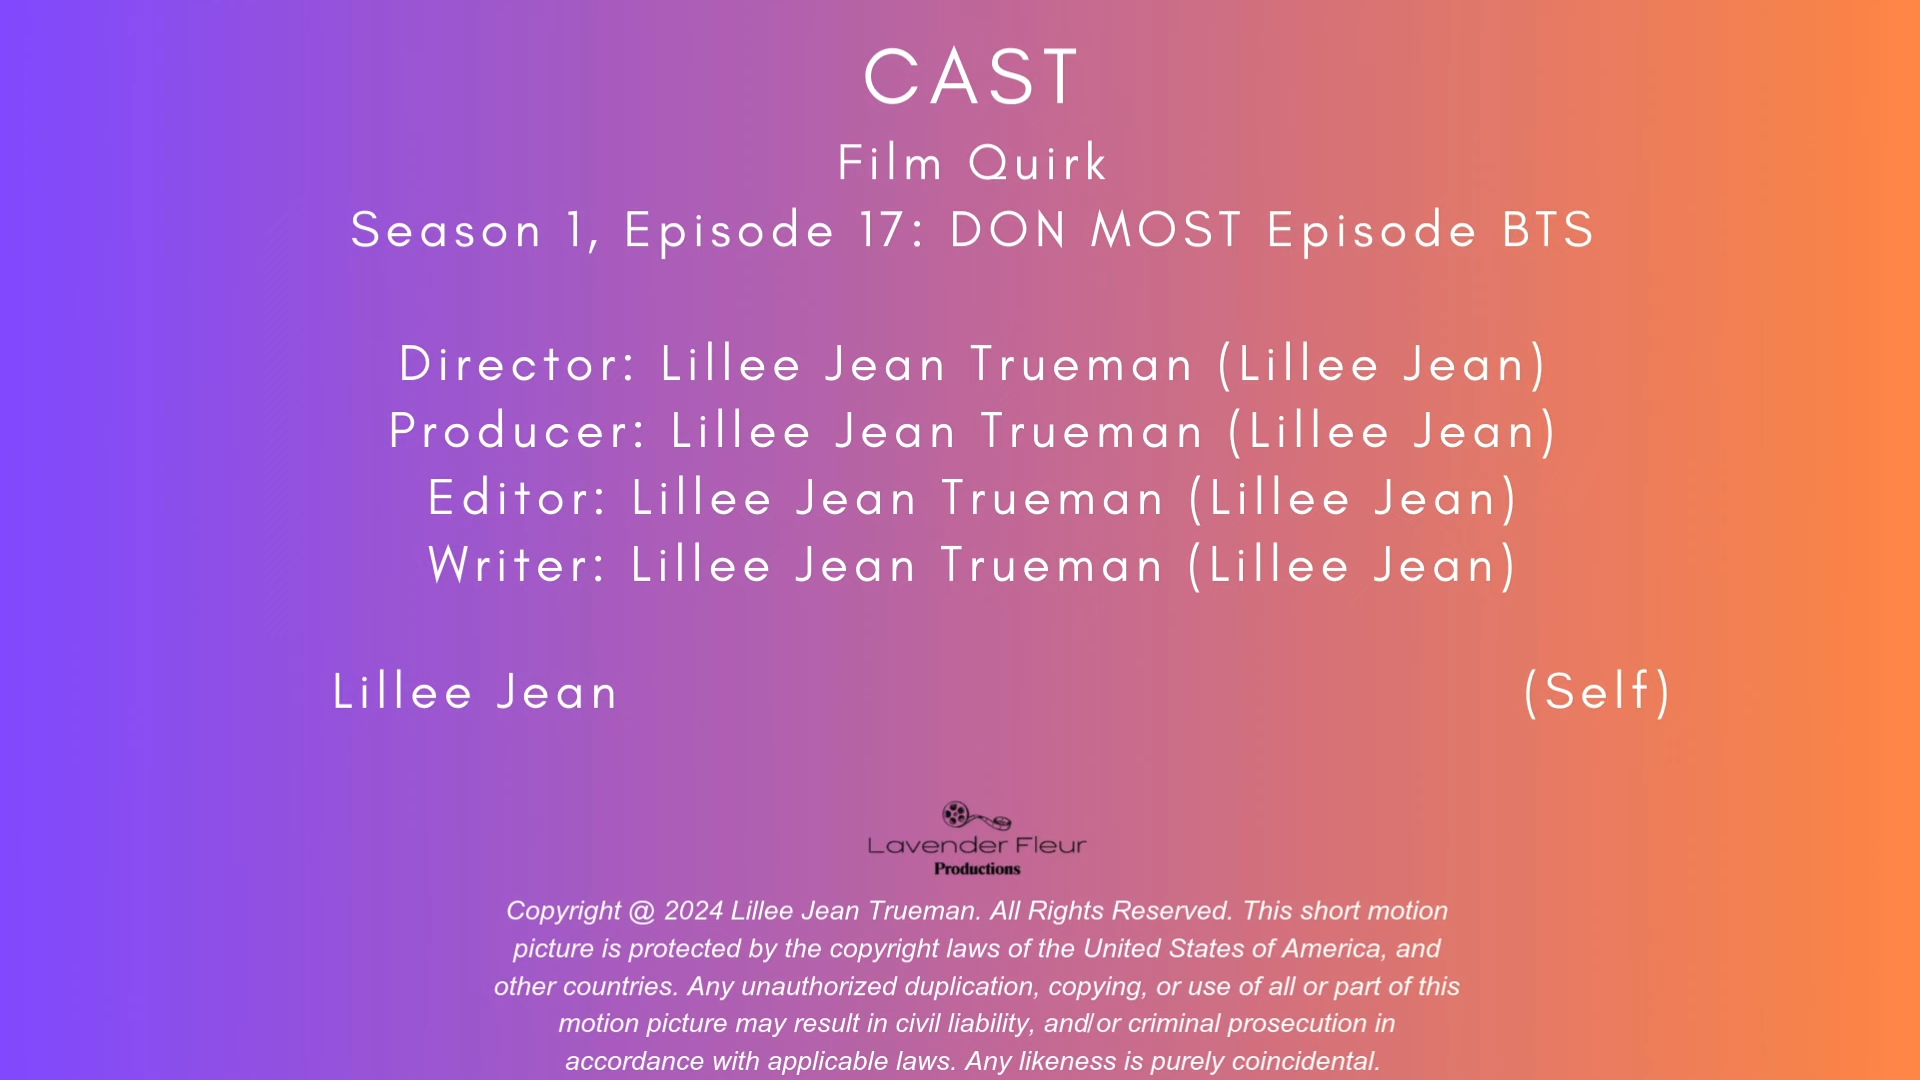 CAST
Film Quirk
Season 1, Episode 17: DON MOST Episode BTS
Director: Lillee Jean Trueman (Lillee Jean)
Producer: Lillee Jean Trueman (Lillee Jean)
Editor: Lillee Jean Trueman (Lillee Jean)
Writer: Lillee Jean Trueman (Lillee Jean)
Lillee Jean (Self)
Lavender Fleur
Productions
Copyright @ 2024 Lillee Jean Trueman. All Rights Reserved. This short motion
picture is protected by the copyright laws of the United States of America, and
other countries. Any unauthorized duplication, copying, or use of all or part of this
motion picture may result in civil liability, and/or criminal prosecution in
accordance with applicable laws. Any likeness is purely coincidental.